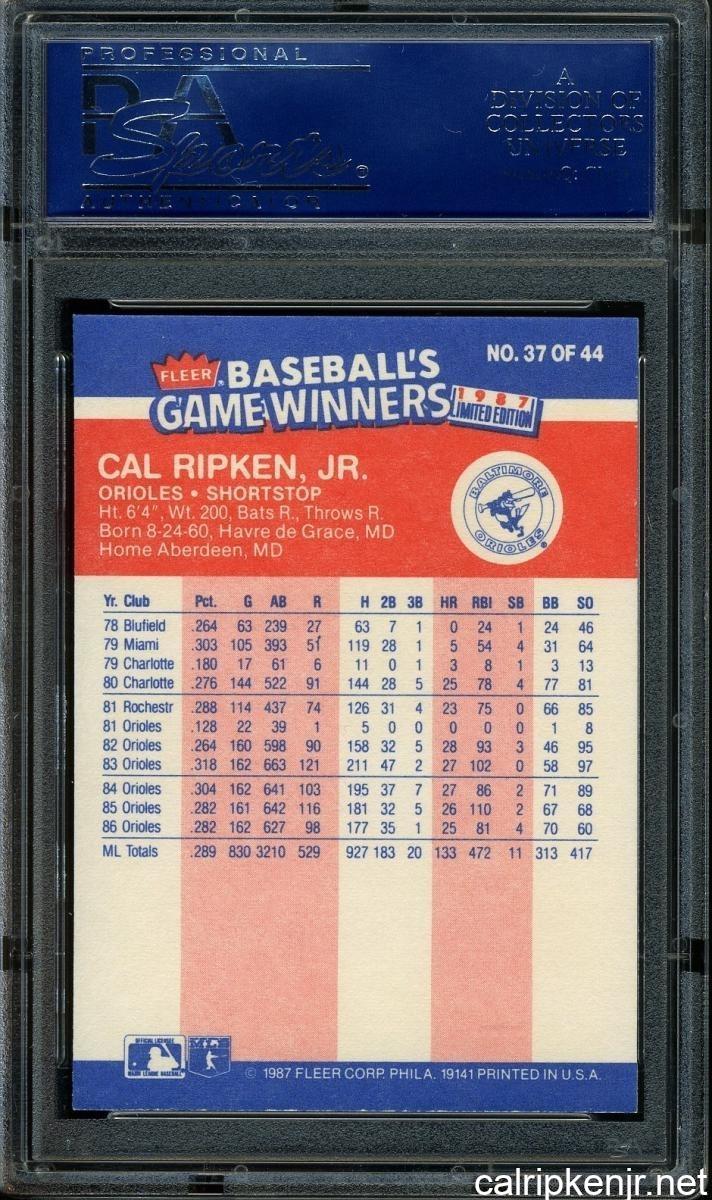 PROFESSIONAL
PSA
Sports
AUTHENTICATOR
A
DIVISION OF
COLLECTORS
UNIVERSE
FLEER
BASEBALL'S
GAME WINNERS
1987
LIMITED EDITION
NO. 37 OF 44
CAL RIPKEN, JR.
ORIOLES • SHORTSTOP
Ht. 6'4", Wt. 200, Bats R., Throws R.
Born 8-24-60, Havre de Grace, MD
Home Aberdeen, MD
BALTIMORE
ORIOLES
Yr. Club Pct. G AB R H 2B 3B HR RBI SB BB SO
78 Blufield .264 63 239 27 63 7 1 0 24 1 24 46
79 Miami .303 105 393 51 119 28 1 5 54 4 31 64
79 Charlotte .180 17 61 6 11 0 1 3 8 1 3 13
80 Charlotte .276 144 522 91 144 28 5 25 78 4 77 81
81 Rochestr .288 114 437 74 126 31 4 23 75 0 66 85
81 Orioles .128 22 39 1 5 0 0 0 0 0 1 8
82 Orioles .264 160 598 90 158 32 5 28 93 3 46 95
83 Orioles .318 162 663 121 211 47 2 27 102 0 58 97
84 Orioles .304 162 641 103 195 37 7 27 86 2 71 89
85 Orioles .282 161 642 116 181 32 5 26 110 2 67 68
86 Orioles .282 162 627 98 177 35 1 25 81 4 70 60
ML Totals .289 830 3210 529 927 183 20 133 472 11 313 417
OFFICIAL LICENSEE
MAJOR LEAGUE BASEBALL
© 1987 FLEER CORP. PHILA. 19141 PRINTED IN U.S.A.
calripkenjr.net